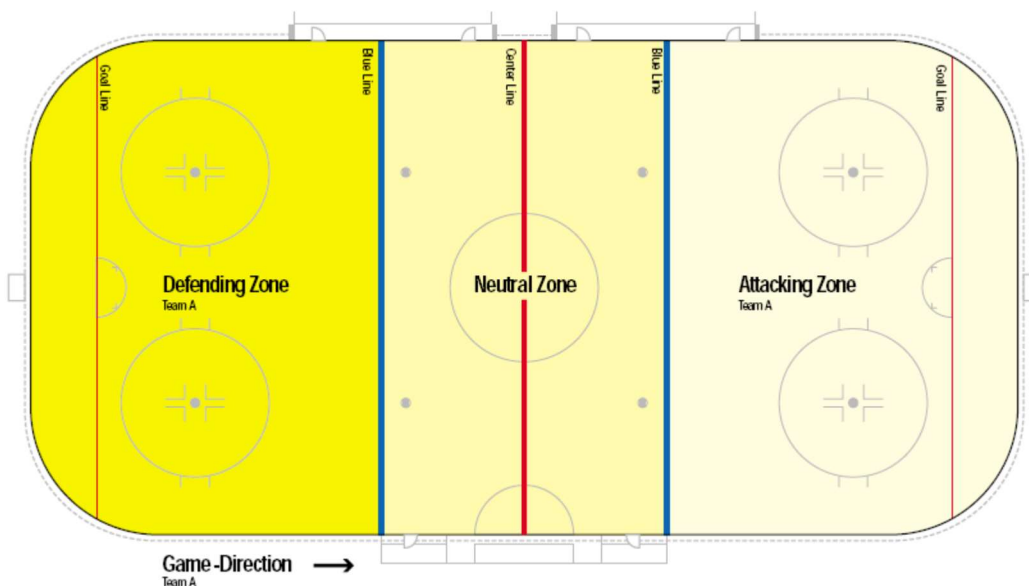 Goal Line
Blue Line
Center Line
Blue Line
Goal Line
Defending Zone
Team A
Neutral Zone
Attacking Zone
Team A
Game-Direction
Team A